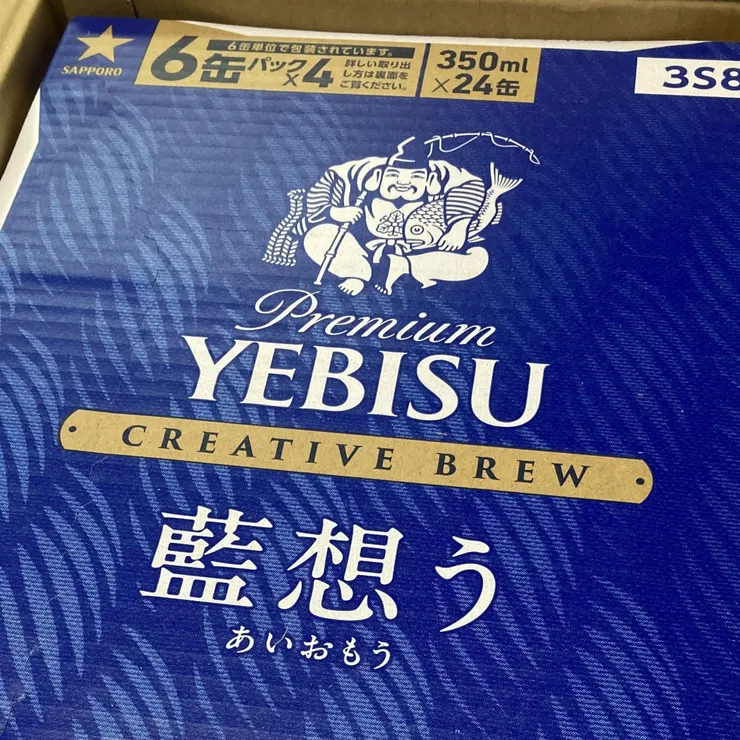 SAPPORO
6缶パック×4
6缶単位で包装されています。
詳しい取り出
し方は裏面を
ご覧ください。
350ml
×24缶
3S8
Premium
YEBISU
CREATIVE BREW
藍想う
あいおもう